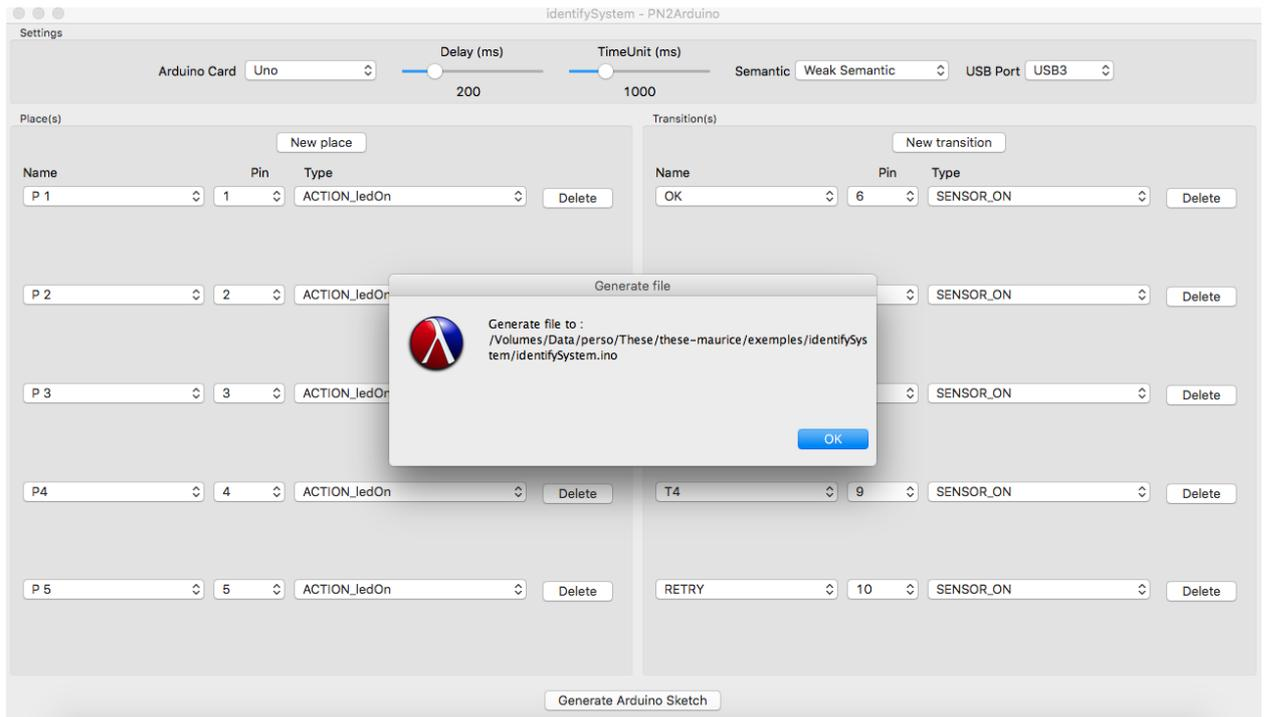 identifySystem - PN2Arduino
Settings
Delay (ms)
TimeUnit (ms)
Arduino Card
Uno
Semantic
Weak Semantic
USB Port
USB3
200
1000
Place(s)
Transition(s)
New place
New transition
Name Pin Type
Name Pin Type
P 1 1 ACTION_ledOn Delete
OK 6 SENSOR_ON Delete
P 2 2 ACTION_ledOn
SENSOR_ON Delete
Generate file
Generate file to :
/Volumes/Data/perso/These/these-maurice/exemples/identifySys
tem/identifySystem.ino
OK
P 3 3 ACTION_ledOn
SENSOR_ON Delete
P4 4 ACTION_ledOn Delete
T4 9 SENSOR_ON Delete
P 5 5 ACTION_ledOn Delete
RETRY 10 SENSOR_ON Delete
Generate Arduino Sketch